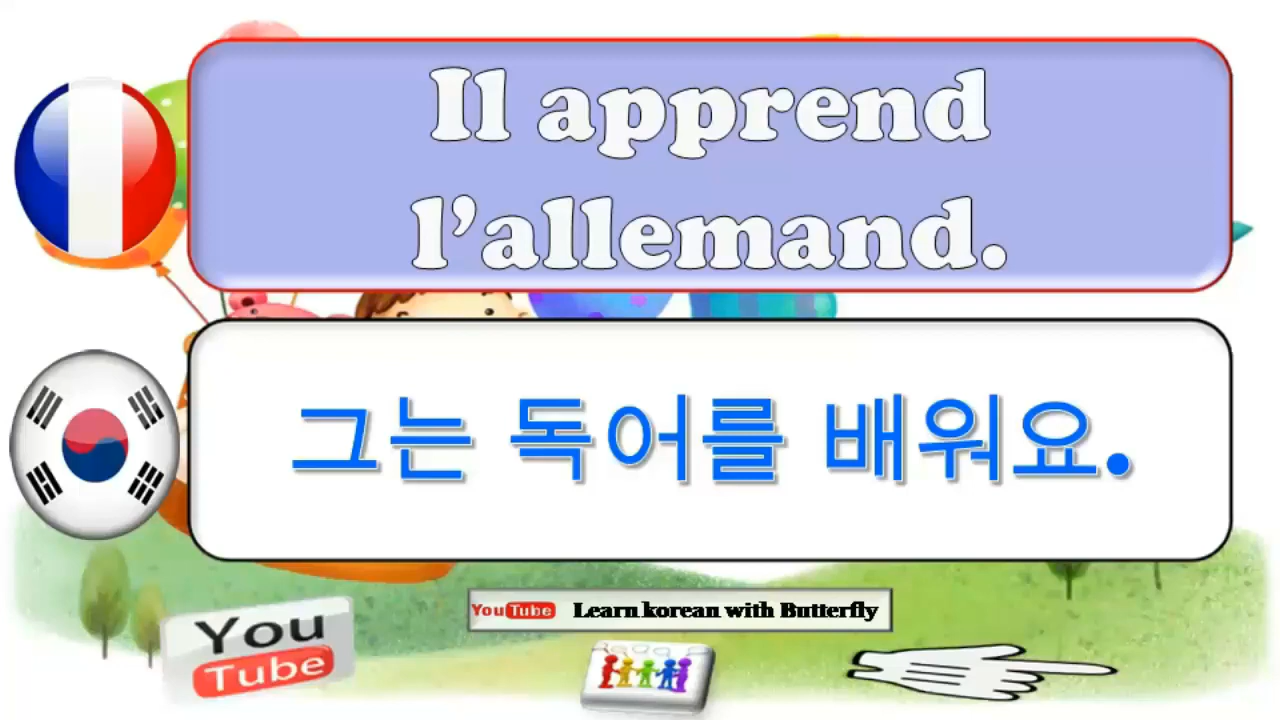 Il apprend
l’allemand.
그는 독어를 배워요.
YouTube Learn korean with Butterfly
You
Tube